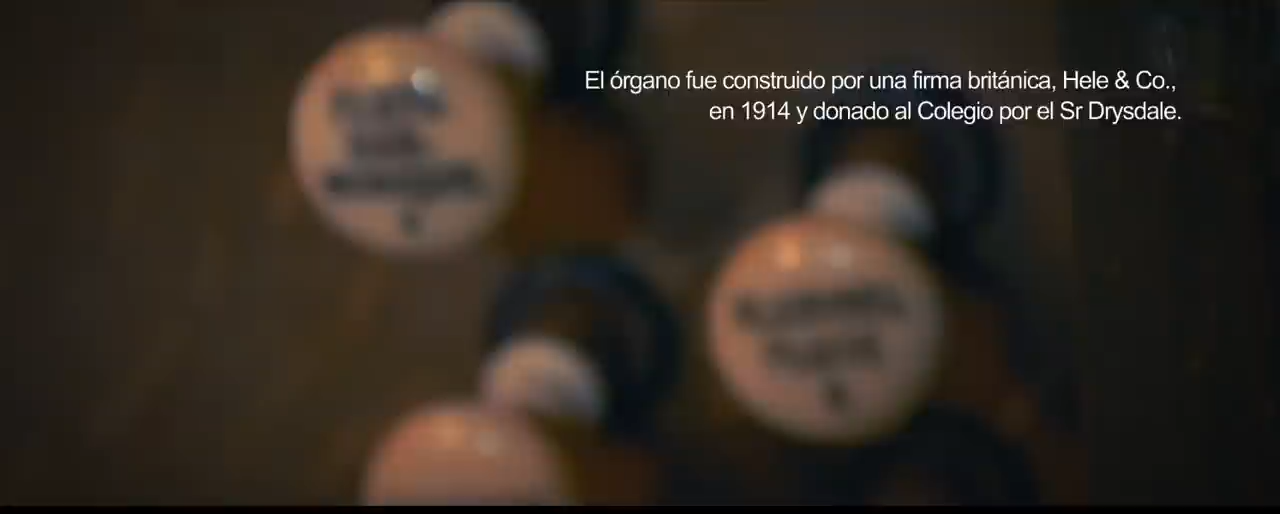 El órgano fue construido por una firma británica, Hele & Co.,
en 1914 y donado al Colegio por el Sr Drysdale.